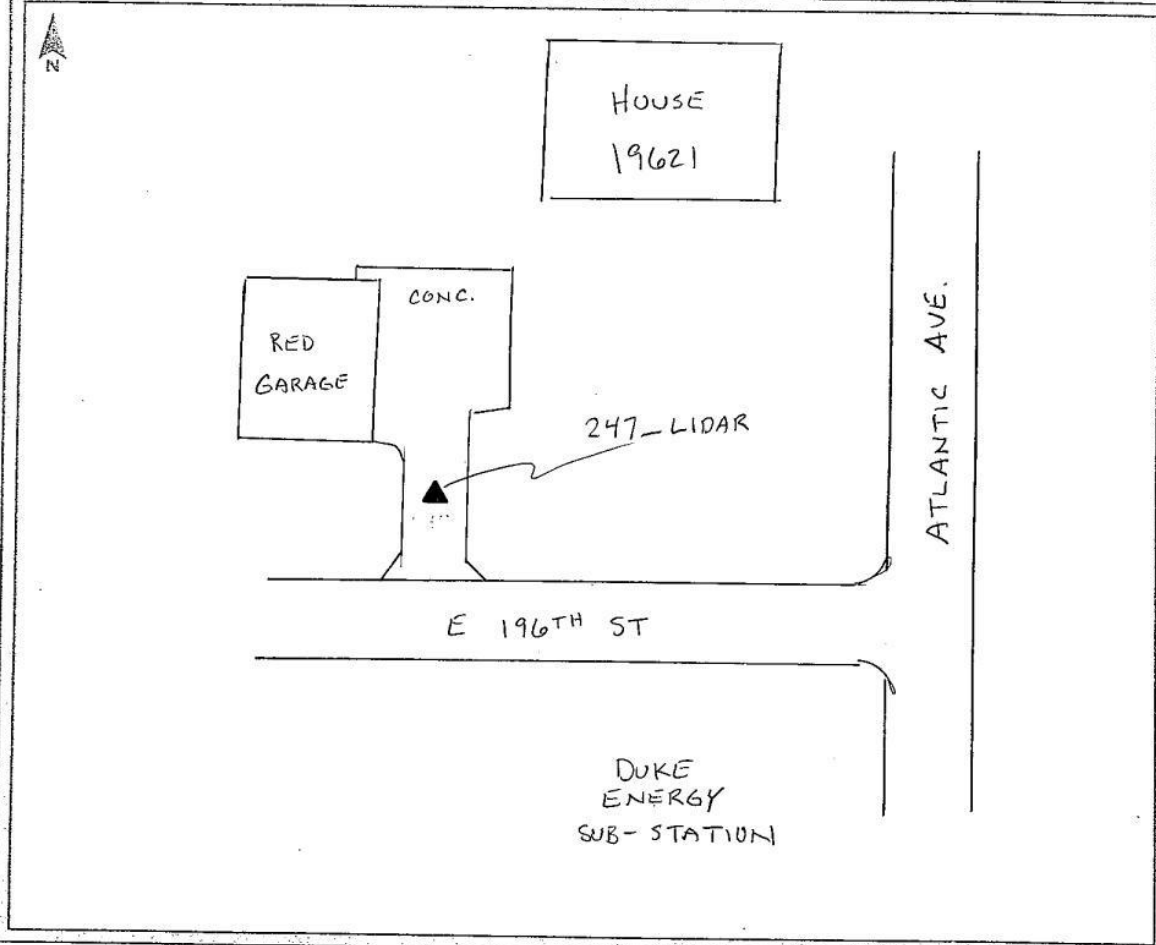 N
HOUSE
19621
CONC.
RED
GARAGE
247_LIDAR
ATLANTIC AVE.
E 196TH ST
DUKE
ENERGY
SUB-STATION